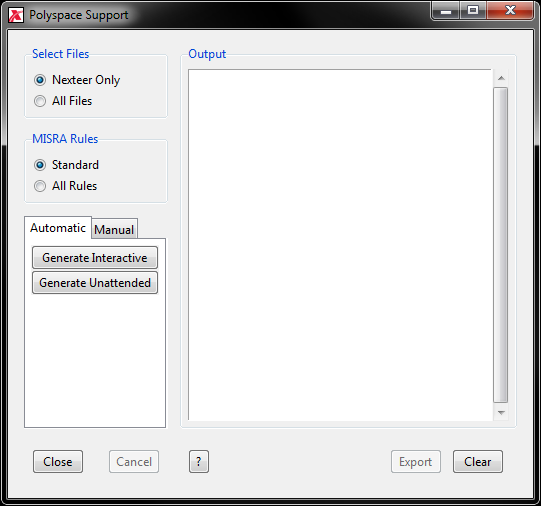 Polyspace Support
Select Files
Nexteer Only
All Files
MISRA Rules
Standard
All Rules
Automatic
Manual
Generate Interactive
Generate Unattended
Output
Close
Cancel
?
Export
Clear